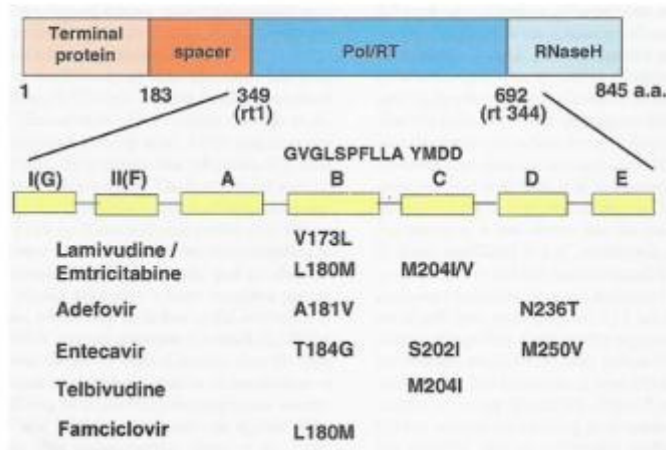 Terminal protein spacer Pol/RT RNaseH
1 183 349 (rt1) 692 (rt 344) 845 a.a.
GVGLSPFLLA YMDD
I(G) II(F) A B C D E
V173L
Lamivudine / Emtricitabine L180M M204I/V
Adefovir A181V N236T
Entecavir T184G S202I M250V
Telbivudine M204I
Famciclovir L180M